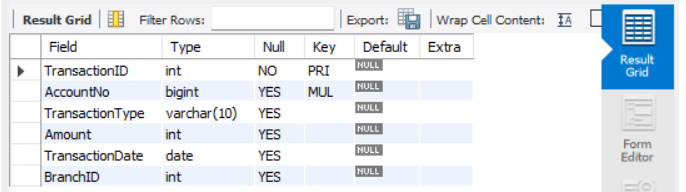 Result Grid Filter Rows: Export: Wrap Cell Content: IA
Field Type Null Key Default Extra
TransactionID int NO PRI NULL
AccountNo bigint YES MUL NULL
TransactionType varchar(10) YES NULL
Amount int YES NULL
TransactionDate date YES NULL
BranchID int YES NULL
Result
Grid
Form
Editor